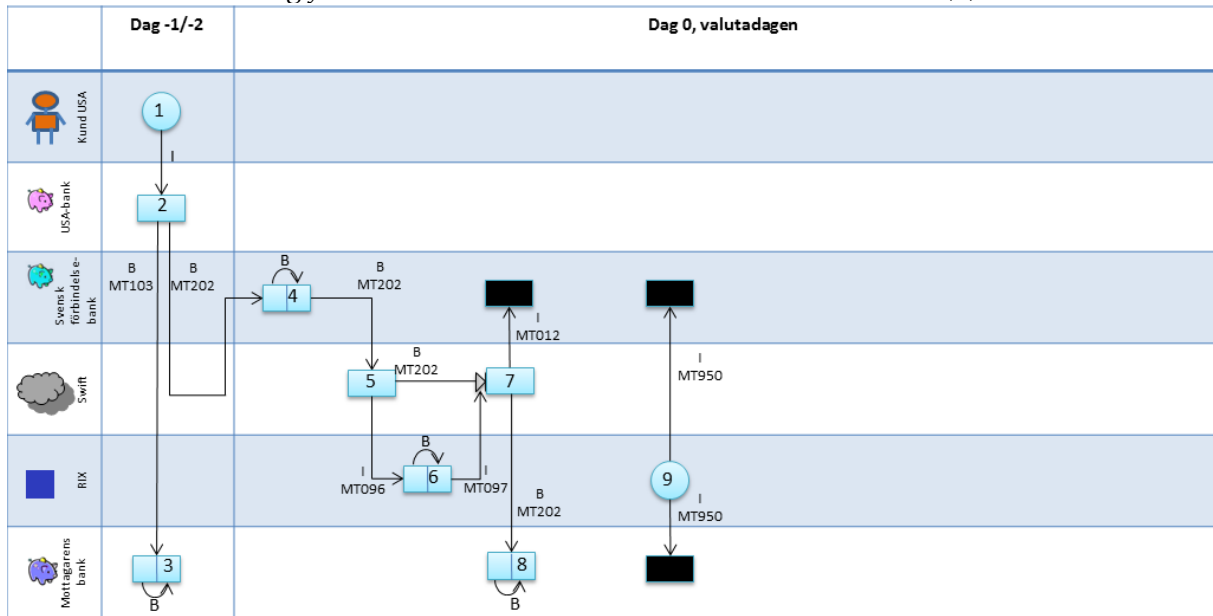 Dag -1/-2
Dag 0, valutadagen
Kund USA
1
I
USA-bank
2
Svensk
förbindelse-
bank
B
MT103
B
MT202
B
4
B
MT202
I
MT012
Swift
5
B
MT202
7
I
MT950
RIX
I
MT096
B
6
I
MT097
B
MT202
9
I
MT950
Mottagarens
bank
3
B
8
B